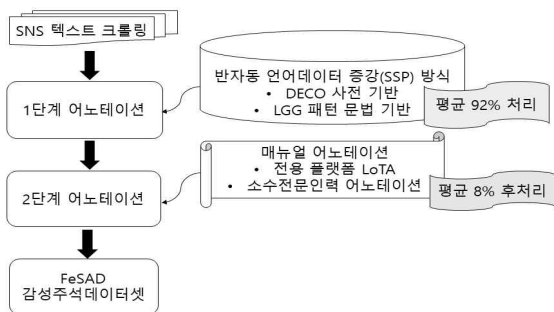 SNS 텍스트 크롤링
반자동 언어데이터 증강(SSP) 방식
• DECO 사전 기반
• LGG 패턴 문법 기반
평균 92% 처리
1단계 어노테이션
매뉴얼 어노테이션
• 전용 플랫폼 LoTA
• 소수전문인력 어노테이션
평균 8% 후처리
2단계 어노테이션
FeSAD
감성주석데이터셋